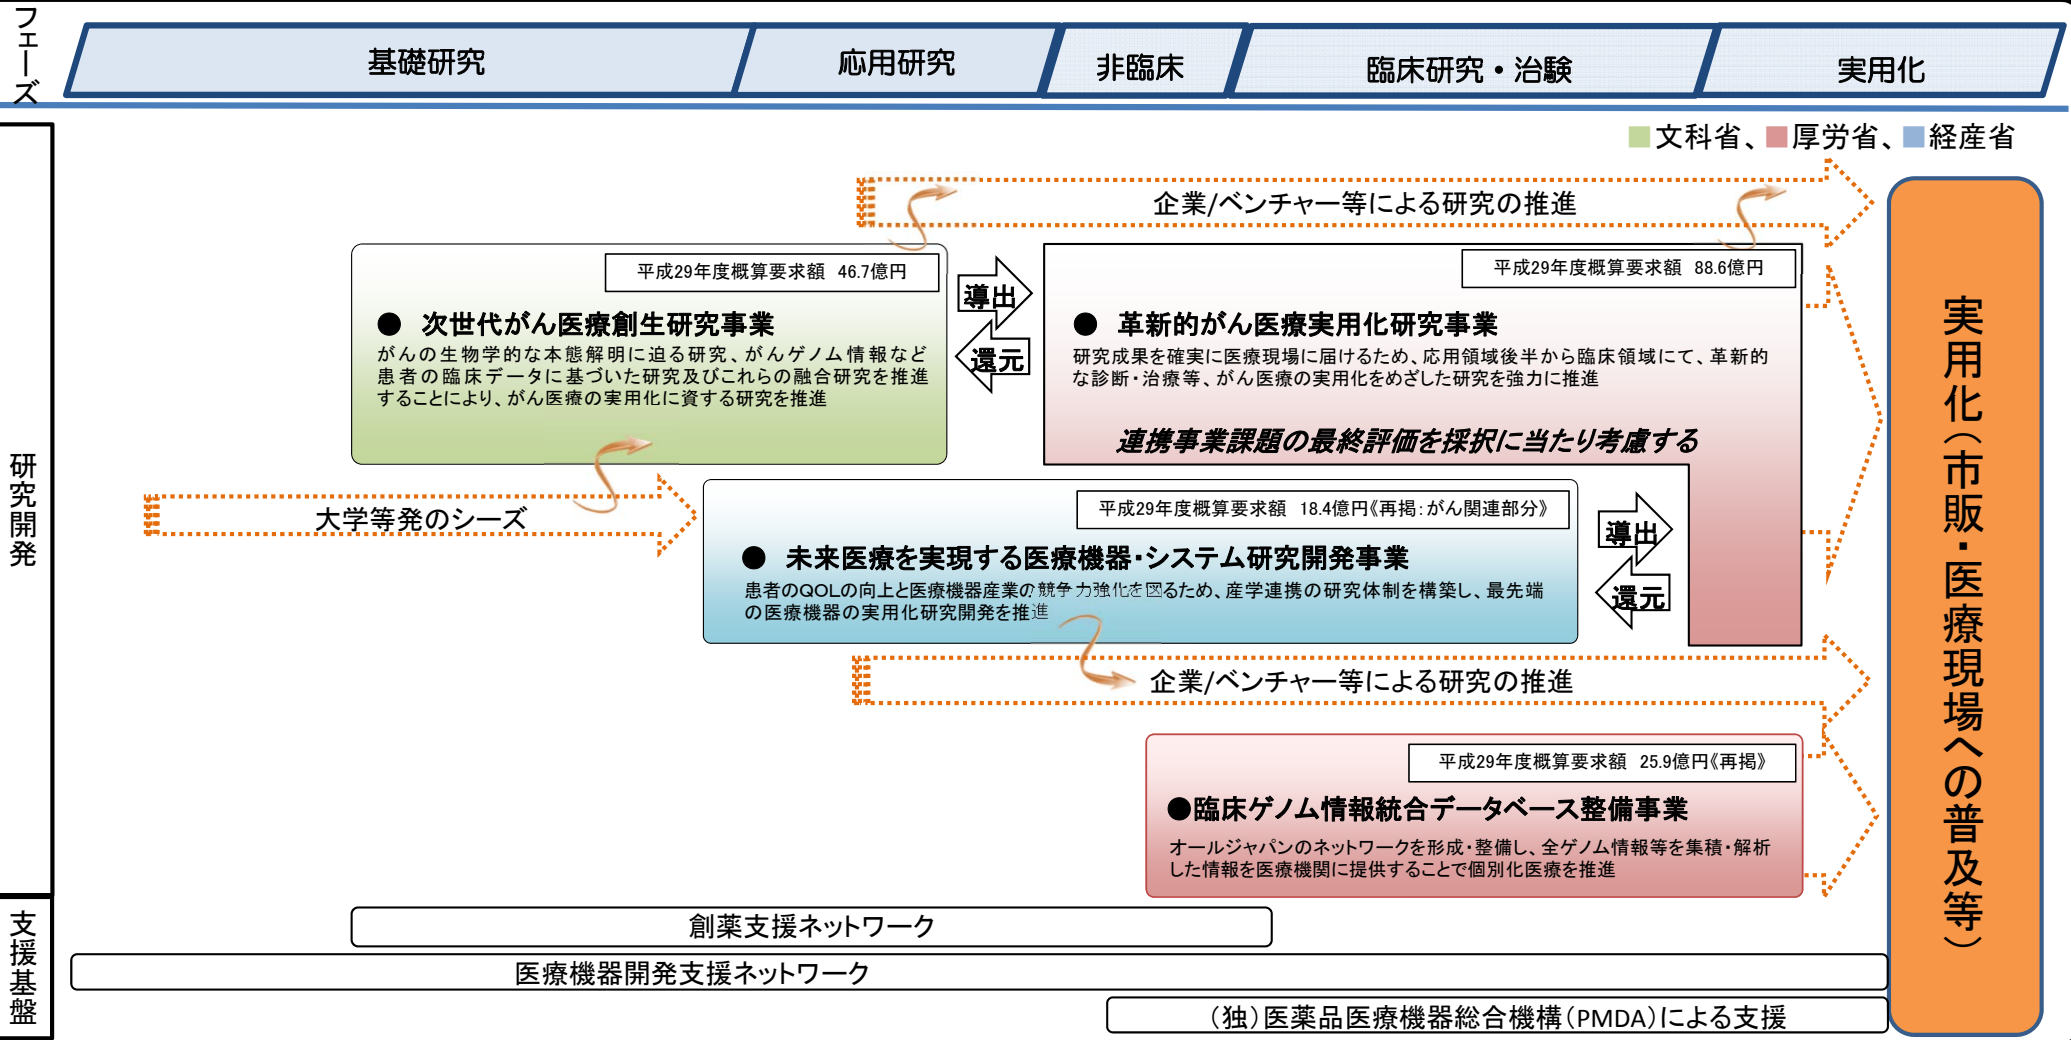 フェーズ
基礎研究
応用研究
非臨床
臨床研究・治験
実用化
文科省、厚労省、経産省
企業/ベンチャー等による研究の推進
研究開発
平成29年度概算要求額 46.7億円
● 次世代がん医療創生研究事業
がんの生物学的な本態解明に迫る研究、がんゲノム情報など
患者の臨床データに基づいた研究及びこれらの融合研究を推進
することにより、がん医療の実用化に資する研究を推進
導出
還元
平成29年度概算要求額 88.6億円
● 革新的がん医療実用化研究事業
研究成果を確実に医療現場に届けるため、応用領域後半から臨床領域にて、革新的
な診断・治療等、がん医療の実用化をめざした研究を強力に推進
連携事業課題の最終評価を採択に当たり考慮する
大学等発のシーズ
平成29年度概算要求額 18.4億円《再掲:がん関連部分》
● 未来医療を実現する医療機器・システム研究開発事業
患者のQOLの向上と医療機器産業の競争力強化を図るため、産学連携の研究体制を構築し、最先端
の医療機器の実用化研究開発を推進
導出
還元
企業/ベンチャー等による研究の推進
平成29年度概算要求額 25.9億円《再掲》
●臨床ゲノム情報統合データベース整備事業
オールジャパンのネットワークを形成・整備し、全ゲノム情報等を集積・解析
した情報を医療機関に提供することで個別化医療を推進
実用化(市販・医療現場への普及等)
支援基盤
創薬支援ネットワーク
医療機器開発支援ネットワーク
(独)医薬品医療機器総合機構(PMDA)による支援